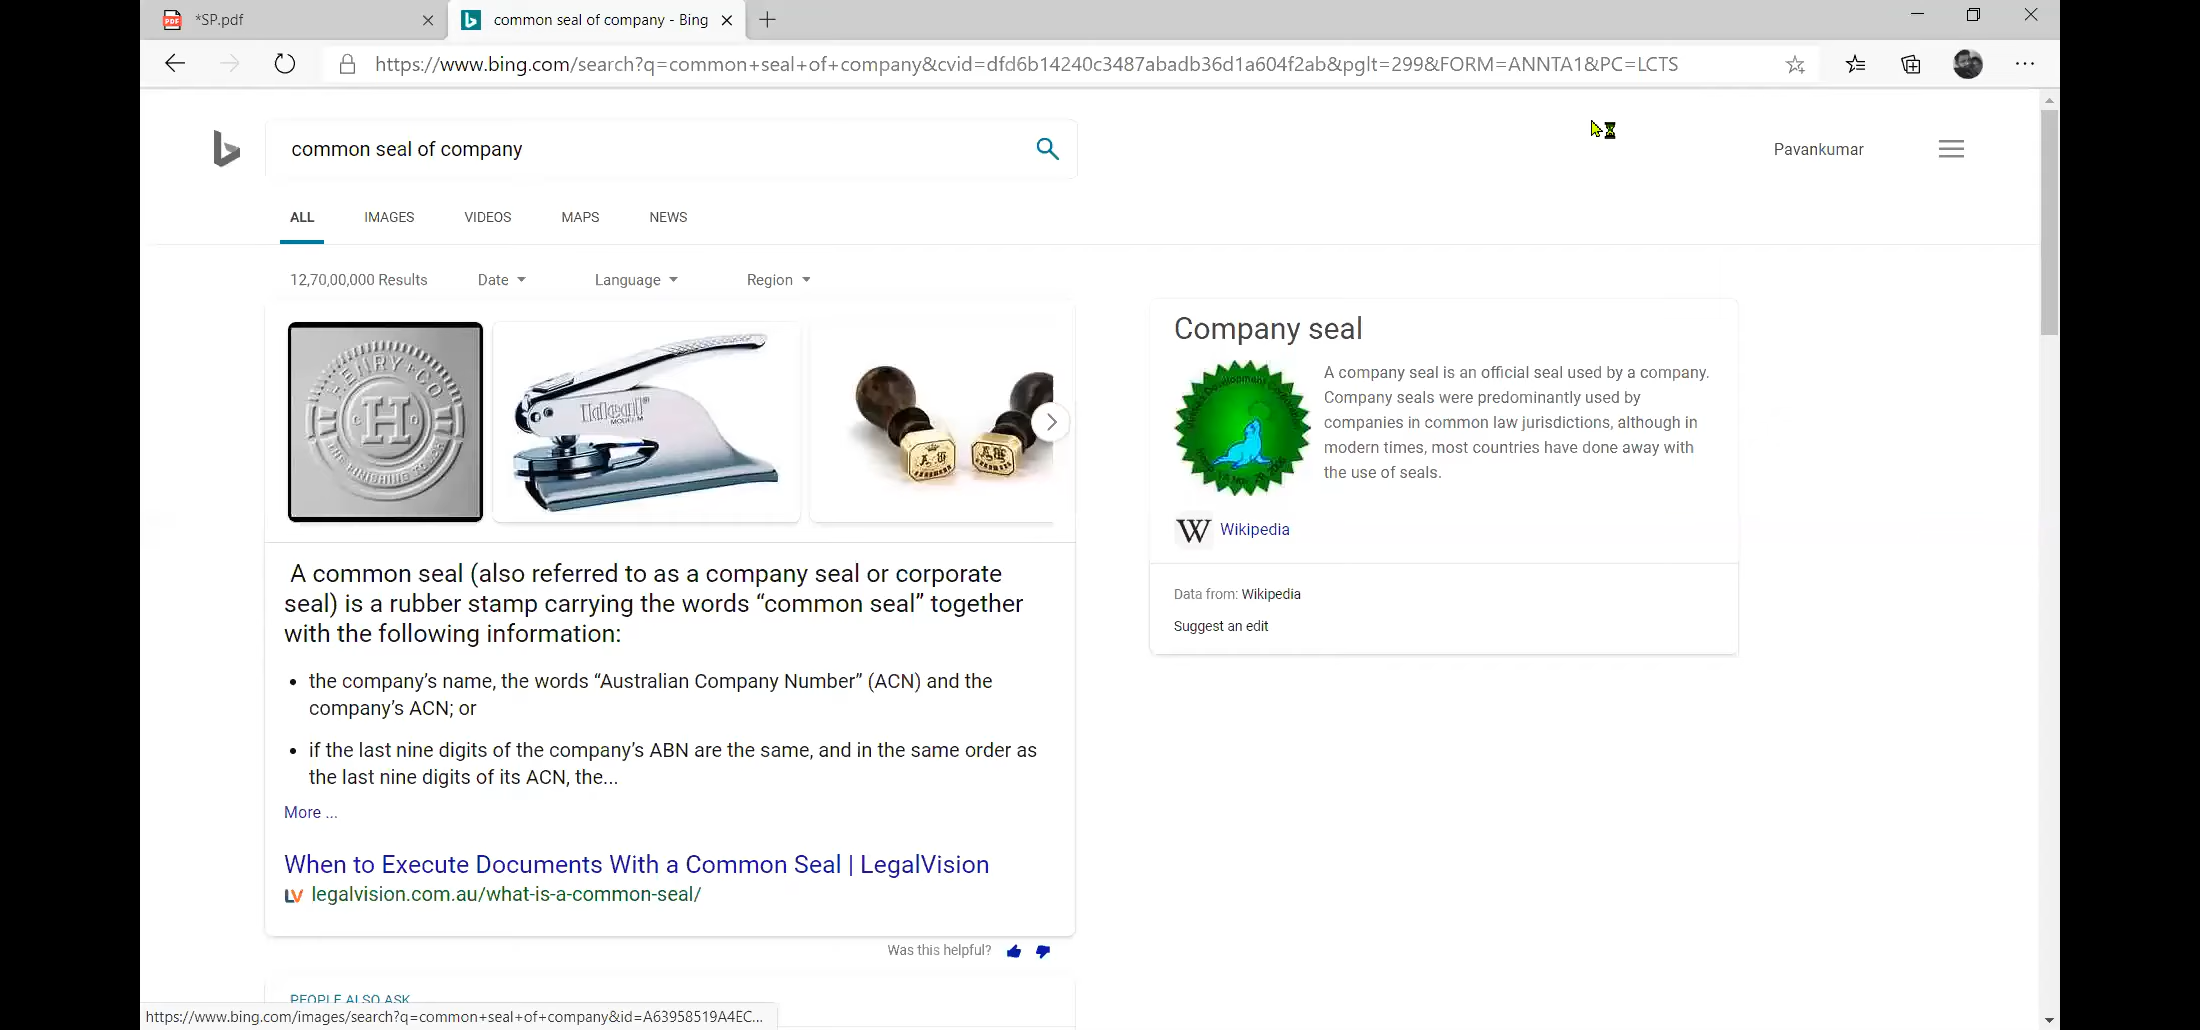 *SP.pdf
common seal of company - Bing
https://www.bing.com/search?q=common+seal+of+company&cvid=dfd6b14240c3487abadb36d1a604f2ab&pglt=299&FORM=ANNTA1&PC=LCTS
common seal of company
Pavankumar
ALL IMAGES VIDEOS MAPS NEWS
12,70,00,000 Results Date Language Region
HENRY & CO
H
C O
THE FINISHING
Company seal
A company seal is an official seal used by a company.
Company seals were predominantly used by
companies in common law jurisdictions, although in
modern times, most countries have done away with
the use of seals.
W Wikipedia
Data from: Wikipedia
Suggest an edit
A common seal (also referred to as a company seal or corporate
seal) is a rubber stamp carrying the words “common seal” together
with the following information:
• the company’s name, the words “Australian Company Number” (ACN) and the
company’s ACN; or
• if the last nine digits of the company’s ABN are the same, and in the same order as
the last nine digits of its ACN, the...
More ...
When to Execute Documents With a Common Seal | LegalVision
LV legalvision.com.au/what-is-a-common-seal/
Was this helpful?
PEOPLE ALSO ASK
https://www.bing.com/images/search?q=common+seal+of+company&id=A63958519A4EC...